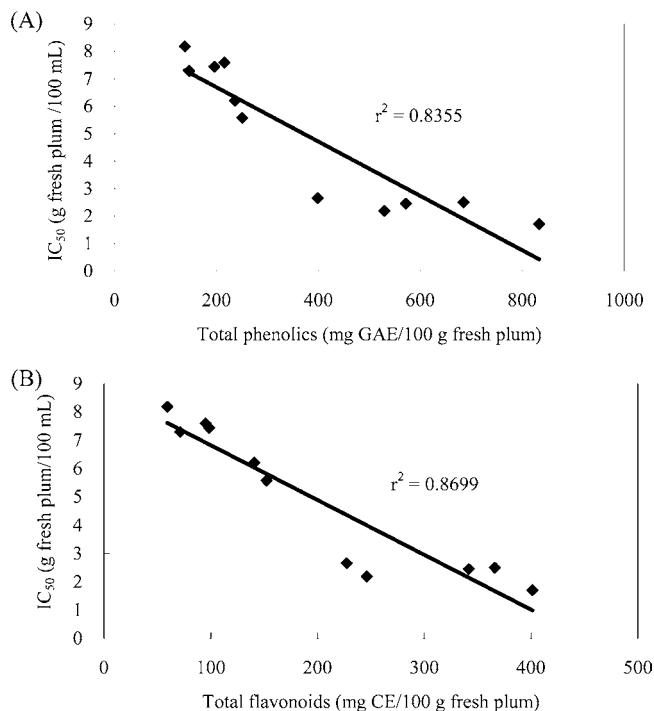 (A)
IC50 (g fresh plum /100 mL)
9
8
7
6
5
4
3
2
1
0
r2 = 0.8355
0 200 400 600 800 1000
Total phenolics (mg GAE/100 g fresh plum)
(B)
IC50 (g fresh plum/100 mL)
9
8
7
6
5
4
3
2
1
0
r2 = 0.8699
0 100 200 300 400 500
Total flavonoids (mg CE/100 g fresh plum)